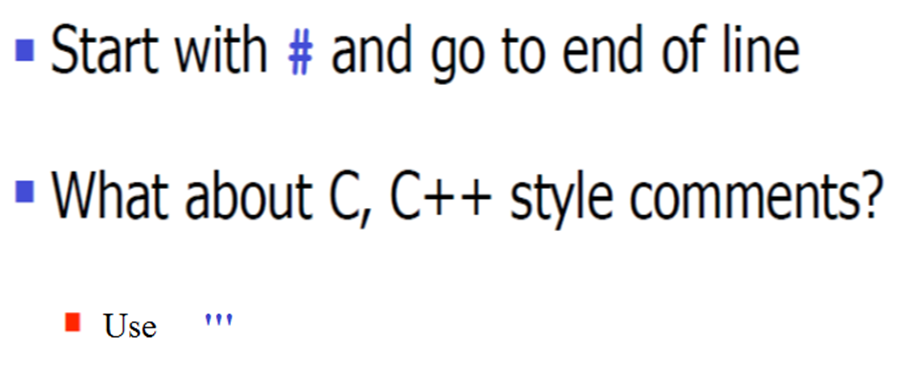 Start with # and go to end of line
What about C, C++ style comments?
Use '''